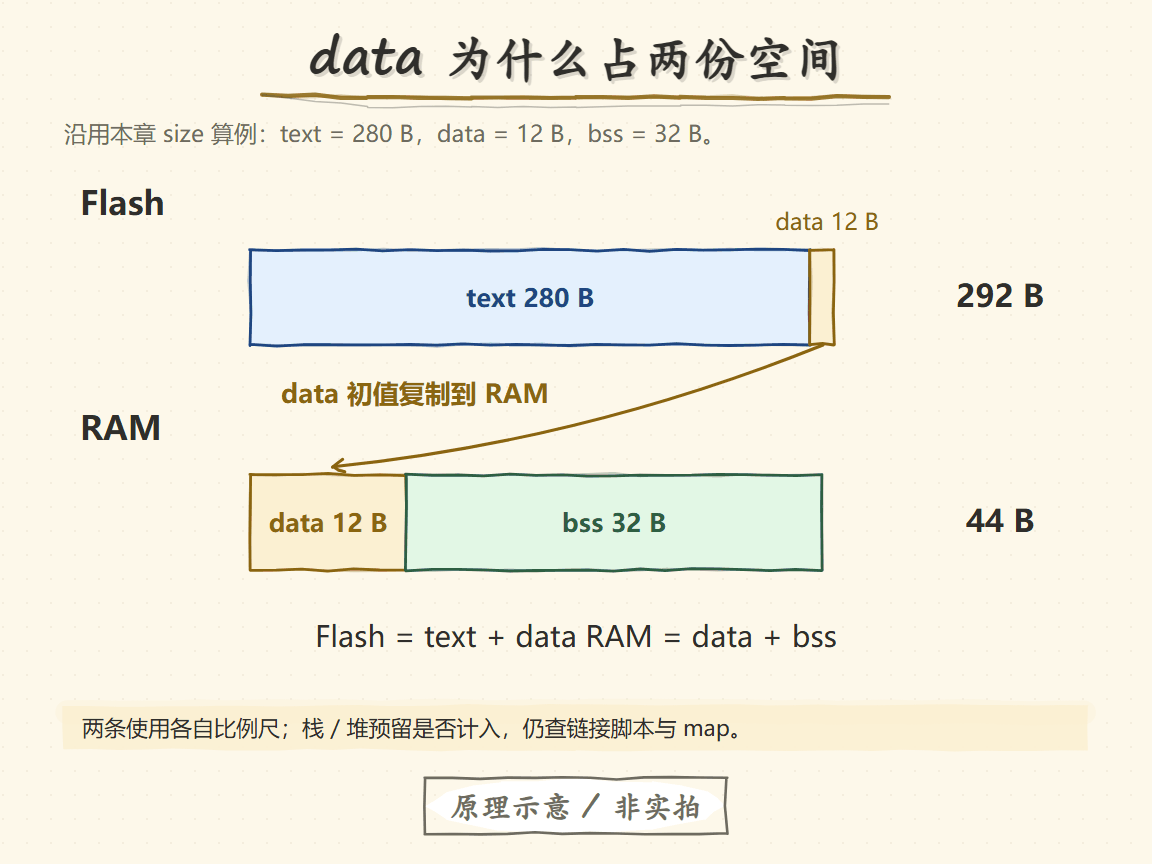 data 为什么占两份空间
沿用本章 size 算例：text = 280 B，data = 12 B，bss = 32 B。
Flash
data 12 B
text 280 B
292 B
data 初值复制到 RAM
RAM
data 12 B
bss 32 B
44 B
Flash = text + data RAM = data + bss
两条使用各自比例尺；栈 / 堆预留是否计入，仍查链接脚本与 map。
原理示意 / 非实拍